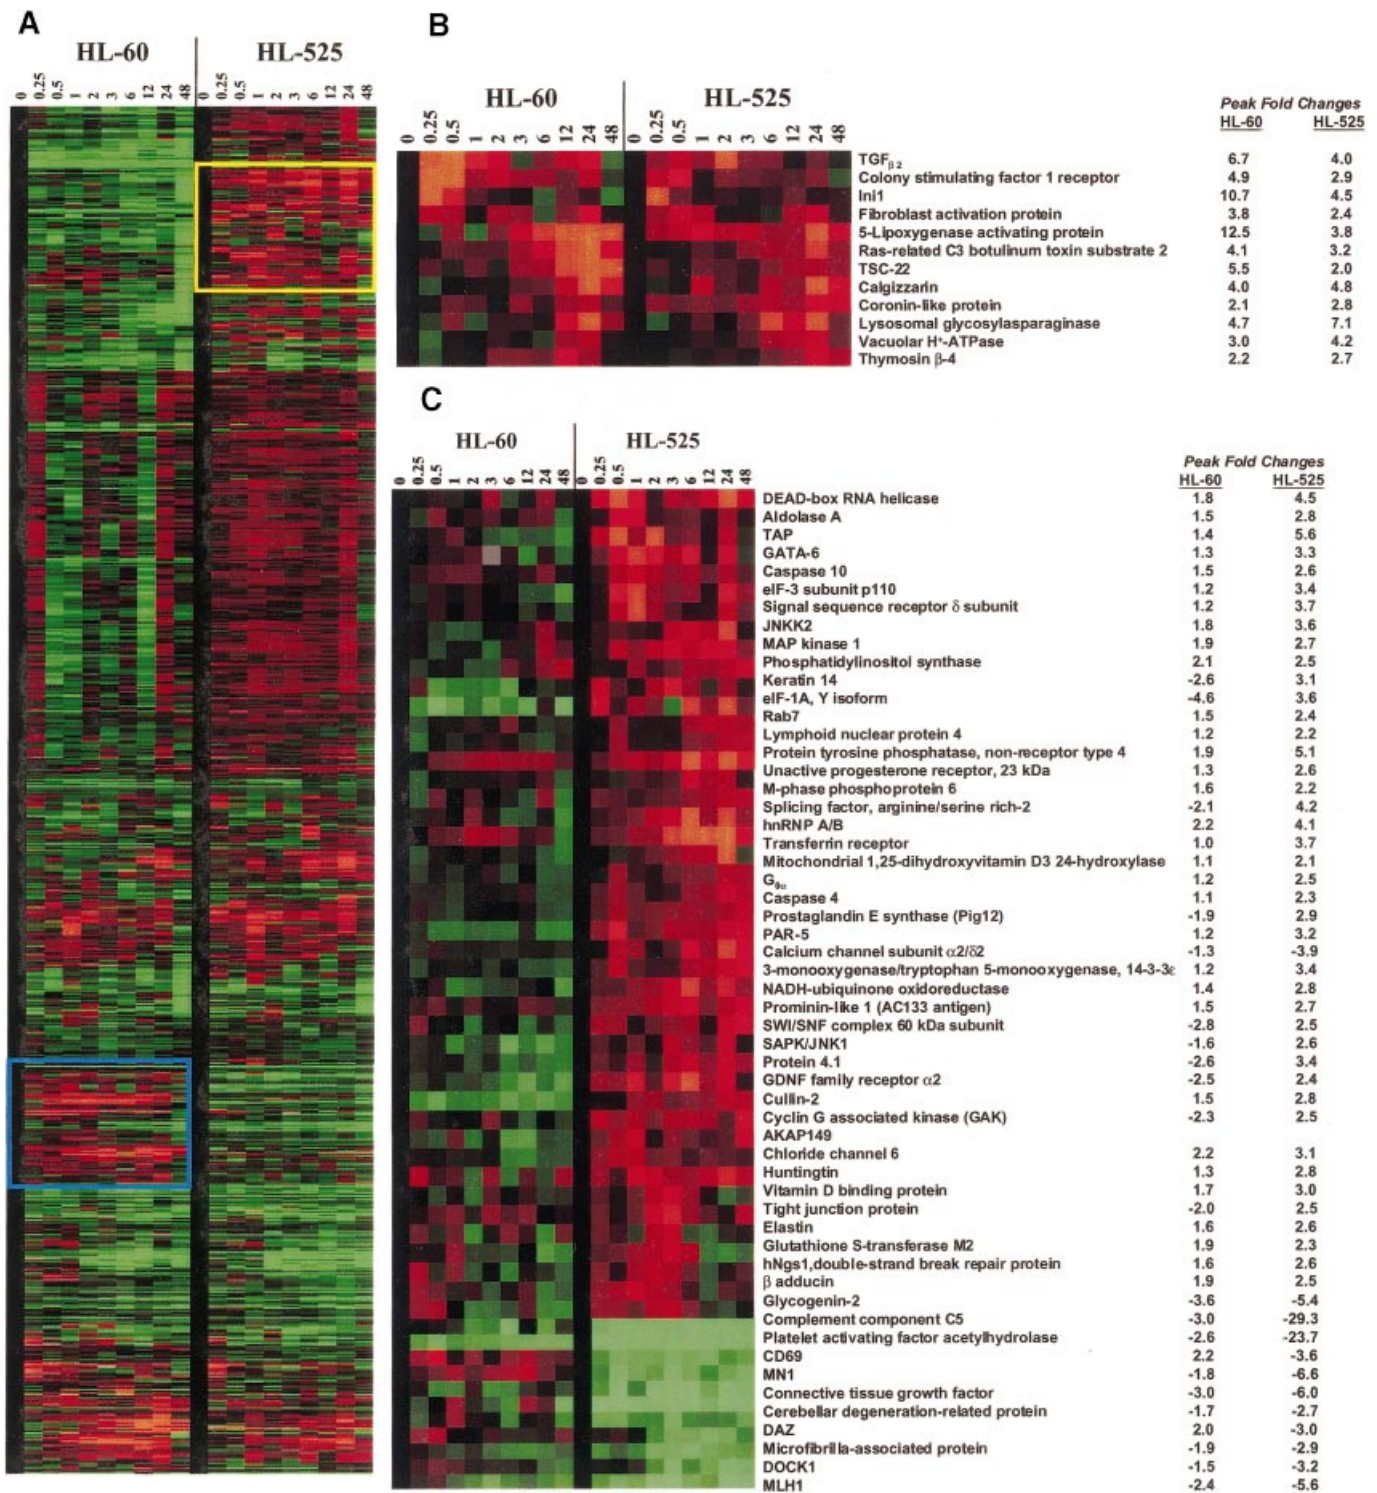 A
HL-60 HL-525
0 0.25 0.5 1 2 3 6 12 24 48 0 0.25 0.5 1 2 3 6 12 24 48
B
HL-60 HL-525
0 0.25 0.5 1 2 3 6 12 24 48 0 0.25 0.5 1 2 3 6 12 24 48
Peak Fold Changes
HL-60 HL-525
TGFβ2 6.7 4.0
Colony stimulating factor 1 receptor 4.9 2.9
Ini1 10.7 4.5
Fibroblast activation protein 3.8 2.4
5-Lipoxygenase activating protein 12.5 3.8
Ras-related C3 botulinum toxin substrate 2 4.1 3.2
TSC-22 5.5 2.0
Calgizzarin 4.0 4.8
Coronin-like protein 2.1 2.8
Lysosomal glycosylasparaginase 4.7 7.1
Vacuolar H+-ATPase 3.0 4.2
Thymosin β-4 2.2 2.7
C
HL-60 HL-525
0 0.25 0.5 1 2 3 6 12 24 48 0 0.25 0.5 1 2 3 6 12 24 48
Peak Fold Changes
HL-60 HL-525
DEAD-box RNA helicase 1.8 4.5
Aldolase A 1.5 2.8
TAP 1.4 5.6
GATA-6 1.3 3.3
Caspase 10 1.5 2.6
eIF-3 subunit p110 1.2 3.4
Signal sequence receptor δ subunit 1.2 3.7
JNKK2 1.8 3.6
MAP kinase 1 1.9 2.7
Phosphatidylinositol synthase 2.1 2.5
Keratin 14 -2.6 3.1
eIF-1A, Y isoform -4.6 3.6
Rab7 1.5 2.4
Lymphoid nuclear protein 4 1.2 2.2
Protein tyrosine phosphatase, non-receptor type 4 1.9 5.1
Unactive progesterone receptor, 23 kDa 1.3 2.6
M-phase phosphoprotein 6 1.6 2.2
Splicing factor, arginine/serine rich-2 -2.1 4.2
hnRNP A/B 2.2 4.1
Transferrin receptor 1.0 3.7
Mitochondrial 1,25-dihydroxyvitamin D3 24-hydroxylase 1.1 2.1
1.2 2.5
Caspase 4 1.1 2.3
Prostaglandin E synthase (Pig12) -1.9 2.9
PAR-5 1.2 3.2
Calcium channel subunit α2/δ2 -1.3 -3.9
3-monooxygenase/tryptophan 5-monooxygenase, 14-3-3ε 1.2 3.4
NADH-ubiquinone oxidoreductase 1.4 2.8
Prominin-like 1 (AC133 antigen) 1.5 2.7
SWI/SNF complex 60 kDa subunit -2.8 2.5
SAPK/JNK1 -1.6 2.6
Protein 4.1 -2.6 3.4
GDNF family receptor α2 -2.5 2.4
Cullin-2 1.5 2.8
Cyclin G associated kinase (GAK) -2.3 2.5
AKAP149
Chloride channel 6 2.2 3.1
Huntingtin 1.3 2.8
Vitamin D binding protein 1.7 3.0
Tight junction protein -2.0 2.5
Elastin 1.6 2.6
Glutathione S-transferase M2 1.9 2.3
hNgs1,double-strand break repair protein 1.6 2.6
β adducin 1.9 2.5
Glycogenin-2 -3.6 -5.4
Complement component C5 -3.0 -29.3
Platelet activating factor acetylhydrolase -2.6 -23.7
CD69 2.2 -3.6
MN1 -1.8 -6.6
Connective tissue growth factor -3.0 -6.0
Cerebellar degeneration-related protein -1.7 -2.7
DAZ 2.0 -3.0
Microfibrilla-associated protein -1.9 -2.9
DOCK1 -1.5 -3.2
MLH1 -2.4 -5.6